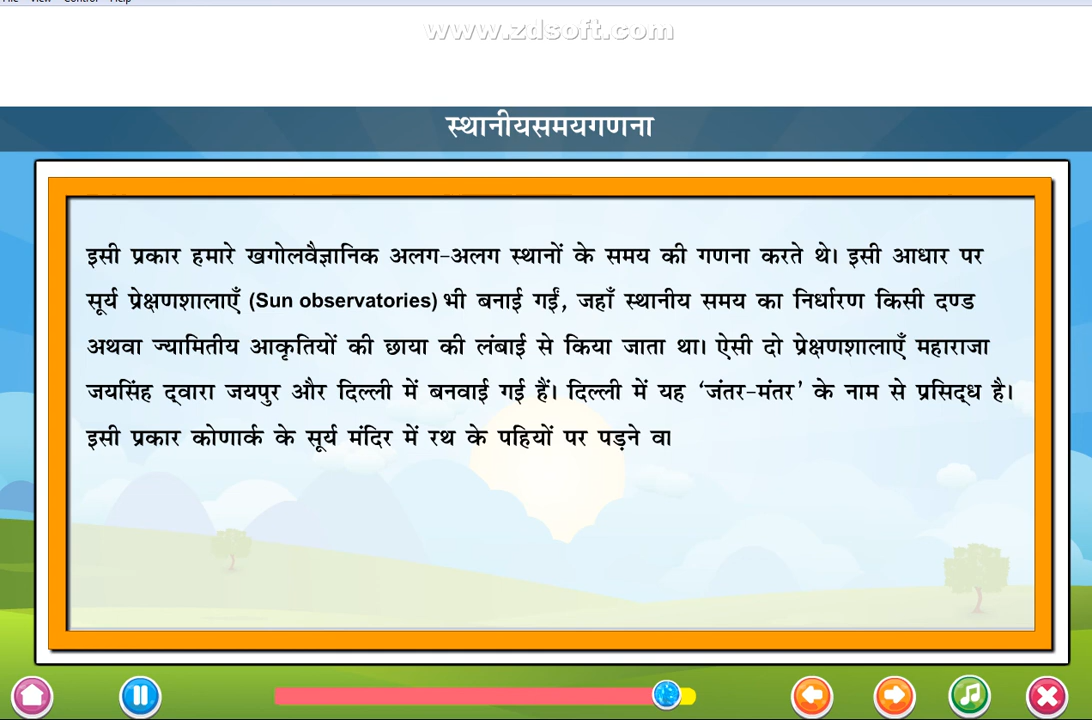 www.zdsoft.com
स्थानीयसमयगणना
इसी प्रकार हमारे खगोलवैज्ञानिक अलग-अलग स्थानों के समय की गणना करते थे। इसी आधार पर
सूर्य प्रेक्षणशालाएँ (Sun observatories) भी बनाई गईं, जहाँ स्थानीय समय का निर्धारण किसी दण्ड
अथवा ज्यामितीय आकृतियों की छाया की लंबाई से किया जाता था। ऐसी दो प्रेक्षणशालाएँ महाराजा
जयसिंह द्वारा जयपुर और दिल्ली में बनवाई गई हैं। दिल्ली में यह ‘जंतर-मंतर’ के नाम से प्रसिद्ध है।
इसी प्रकार कोणार्क के सूर्य मंदिर में रथ के पहियों पर पड़ने वा